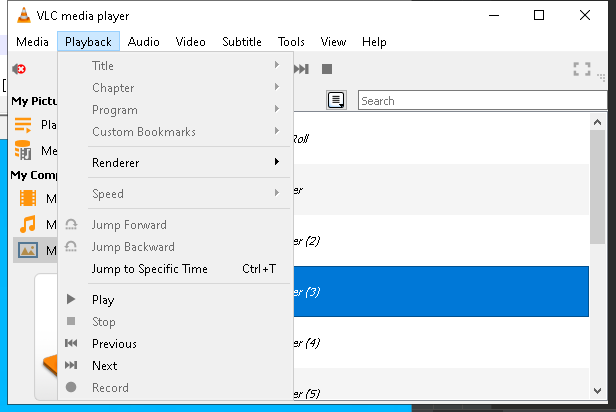 VLC media player
Media Playback Audio Video Subtitle Tools View Help
Title
Chapter
Program
Custom Bookmarks
Renderer
Speed
Jump Forward
Jump Backward
Jump to Specific Time Ctrl+T
Play
Stop
Previous
Next
Record
Search
My Pictu
Pla
Me
My Comp
M
M
M
Roll
er
er (2)
er (3)
er (4)
er (5)